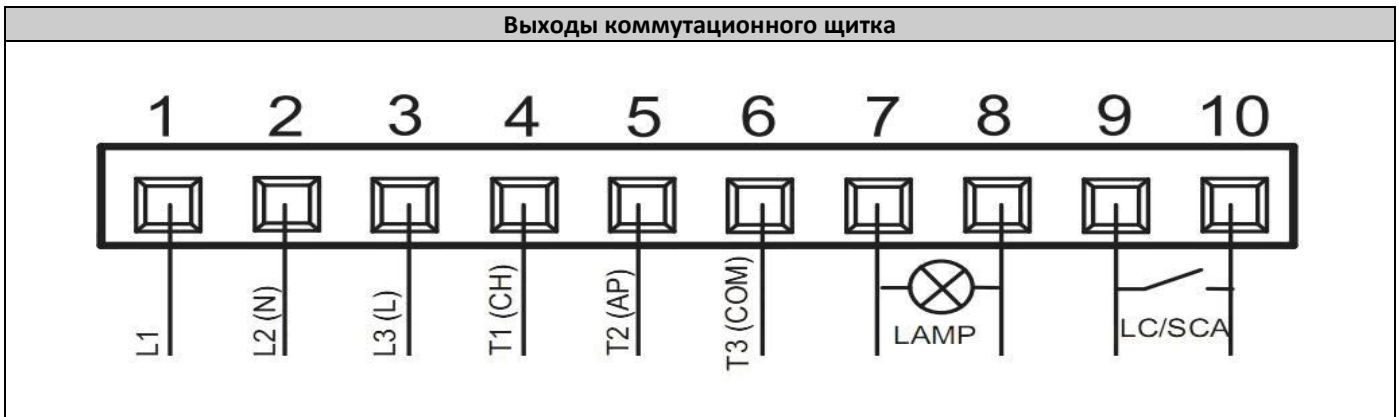 Выходы коммутационного щитка
1 2 3 4 5 6 7 8 9 10
L1
L2 (N)
L3 (L)
T1 (CH)
T2 (AP)
T3 (COM)
LAMP
LC/SCA